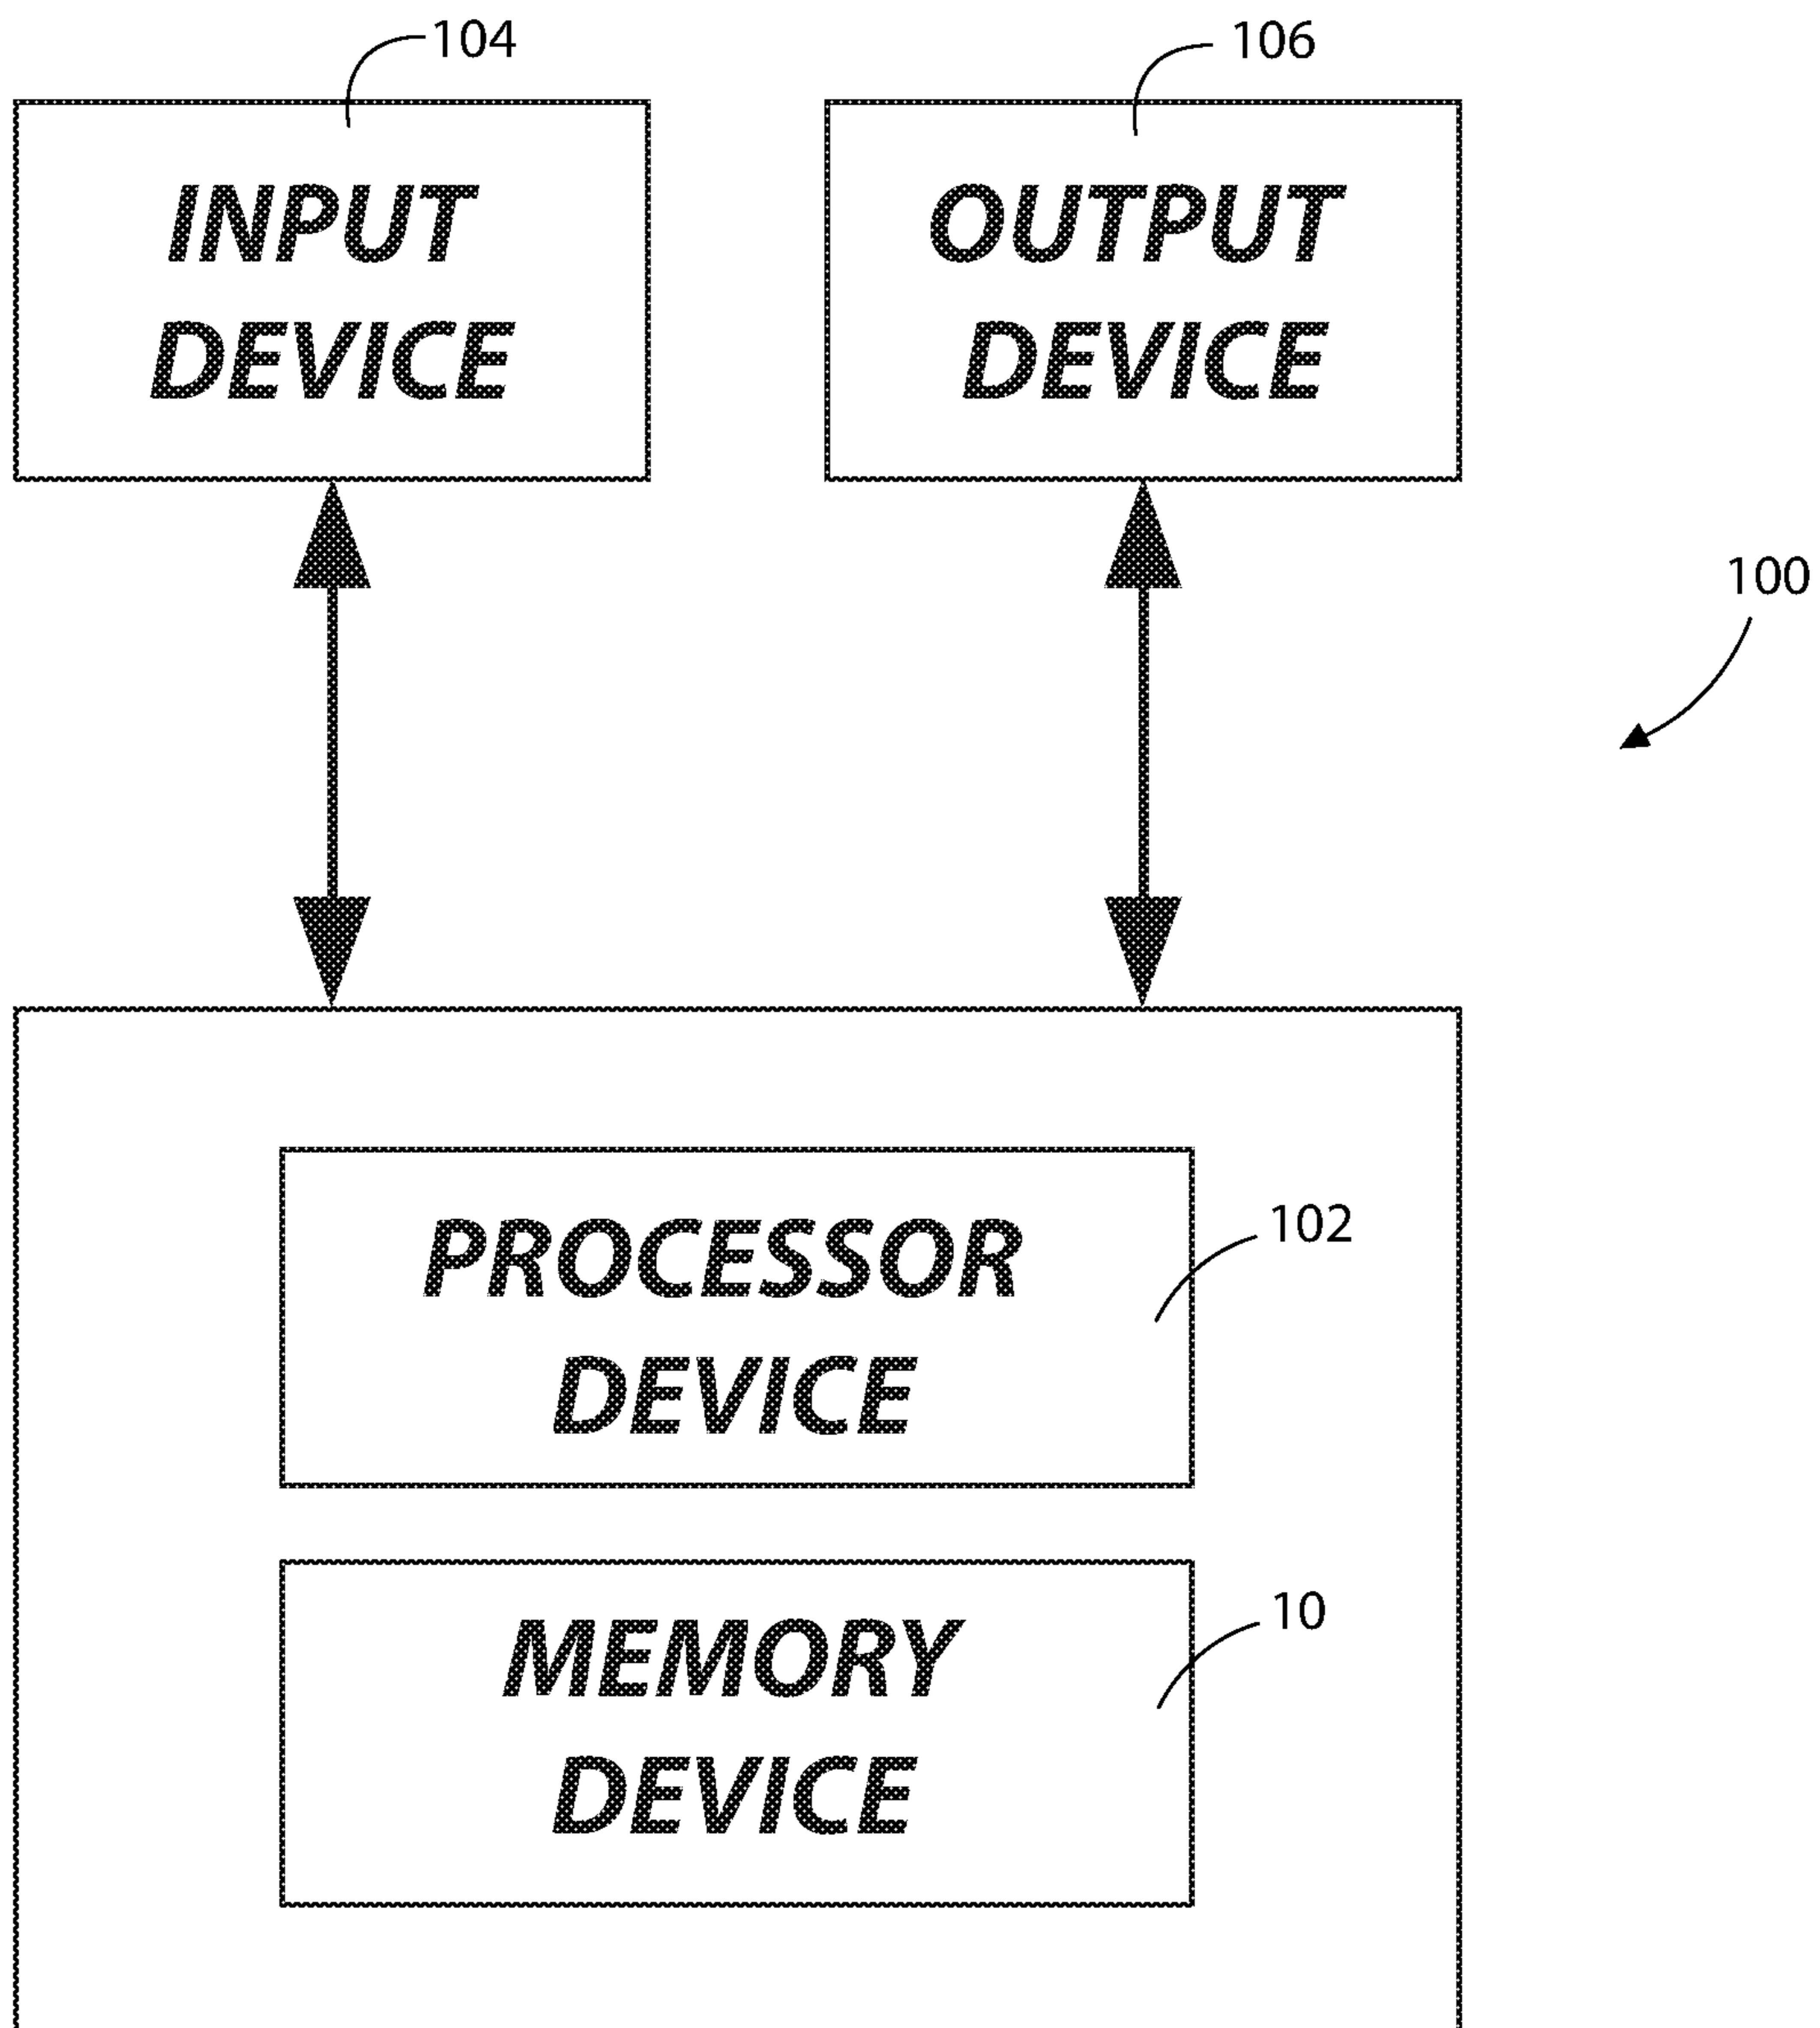 104
106
INPUT
DEVICE
OUTPUT
DEVICE
100
PROCESSOR
DEVICE
102
MEMORY
DEVICE
10